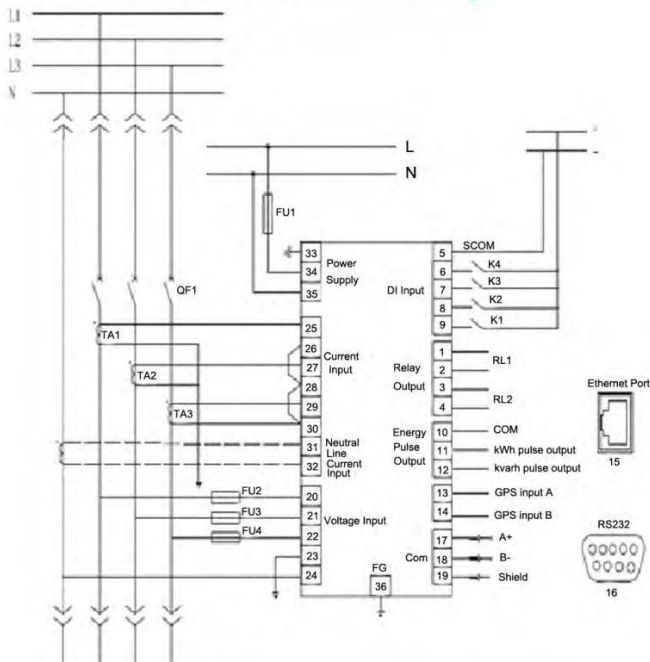 L1
L2
L3
N
L
N
FU1
QF1
TA1
TA2
TA3
FU2
FU3
FU4
33
34
35
Power
Supply
25
26
27
28
29
30
Current
Input
31
32
Neutral
Line
Current
Input
20
21
22
23
24
Voltage Input
FG
36
DI Input
5
6
7
8
9
SCOM
K4
K3
K2
K1
+
-
Relay
Output
1
2
3
4
RL1
RL2
Energy
Pulse
Output
10
11
12
COM
kWh pulse output
kvarh pulse output
13
14
GPS input A
GPS input B
Com
17
18
19
A+
B-
Shield
Ethernet Port
15
RS232
16